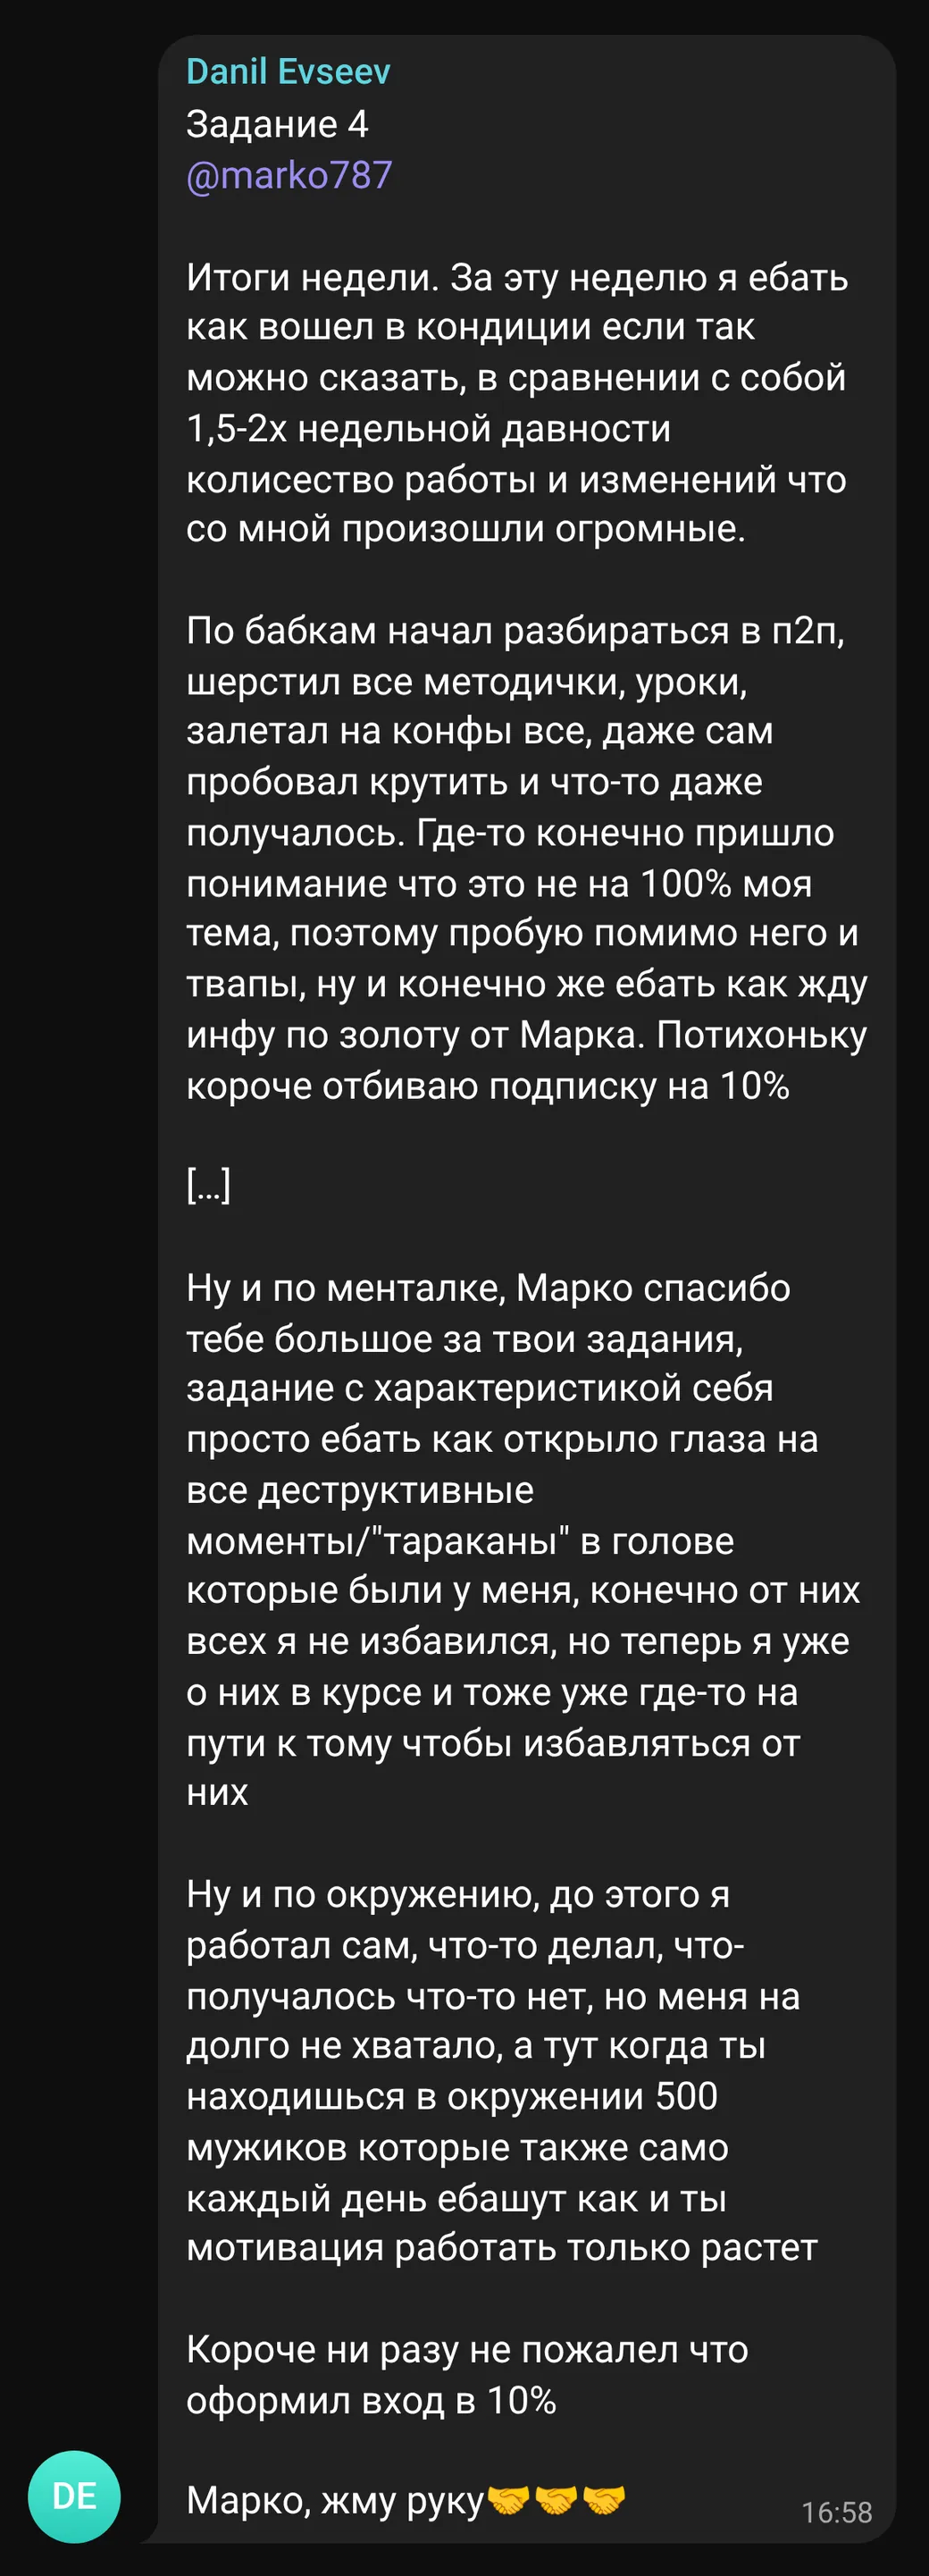 Danil Evseev
Задание 4
@marko787
Итоги недели. За эту неделю я ебать
как вошел в кондиции если так
можно сказать, в сравнении с собой
1,5-2х недельной давности
колисество работы и изменений что
со мной произошли огромные.
По бабкам начал разбираться в п2п,
шерстил все методички, уроки,
залетал на конфы все, даже сам
пробовал крутить и что-то даже
получалось. Где-то конечно пришло
понимание что это не на 100% моя
тема, поэтому пробую помимо него и
твапы, ну и конечно же ебать как жду
инфу по золоту от Марка. Потихоньку
короче отбиваю подписку на 10%
[...]
Ну и по менталке, Марко спасибо
тебе большое за твои задания,
задание с характеристикой себя
просто ебать как открыло глаза на
все деструктивные
моменты/"тараканы" в голове
которые были у меня, конечно от них
всех я не избавился, но теперь я уже
о них в курсе и тоже уже где-то на
пути к тому чтобы избавляться от
них
Ну и по окружению, до этого я
работал сам, что-то делал, что-
получалось что-то нет, но меня на
долго не хватало, а тут когда ты
находишься в окружении 500
мужиков которые также само
каждый день ебашут как и ты
мотивация работать только растет
Короче ни разу не пожалел что
оформил вход в 10%
DE
Марко, жму руку🤝🤝🤝
16:58